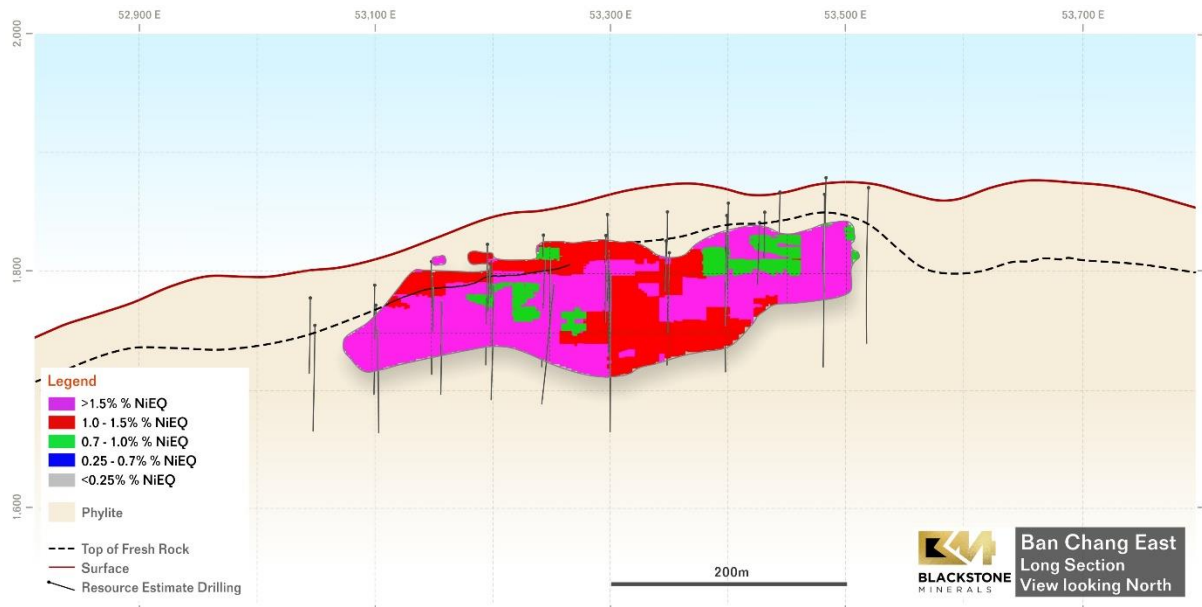 52,900 E
53,100 E
53,300 E
53,500 E
53,700 E
2,000
1,800
1,600
Legend
>1.5% % NiEQ
1.0 - 1.5% % NiEQ
0.7 - 1.0% % NiEQ
0.25 - 0.7% % NiEQ
<0.25% % NiEQ
Phylite
Top of Fresh Rock
Surface
Resource Estimate Drilling
200m
BLACKSTONE
MINERALS
Ban Chang East
Long Section
View looking North